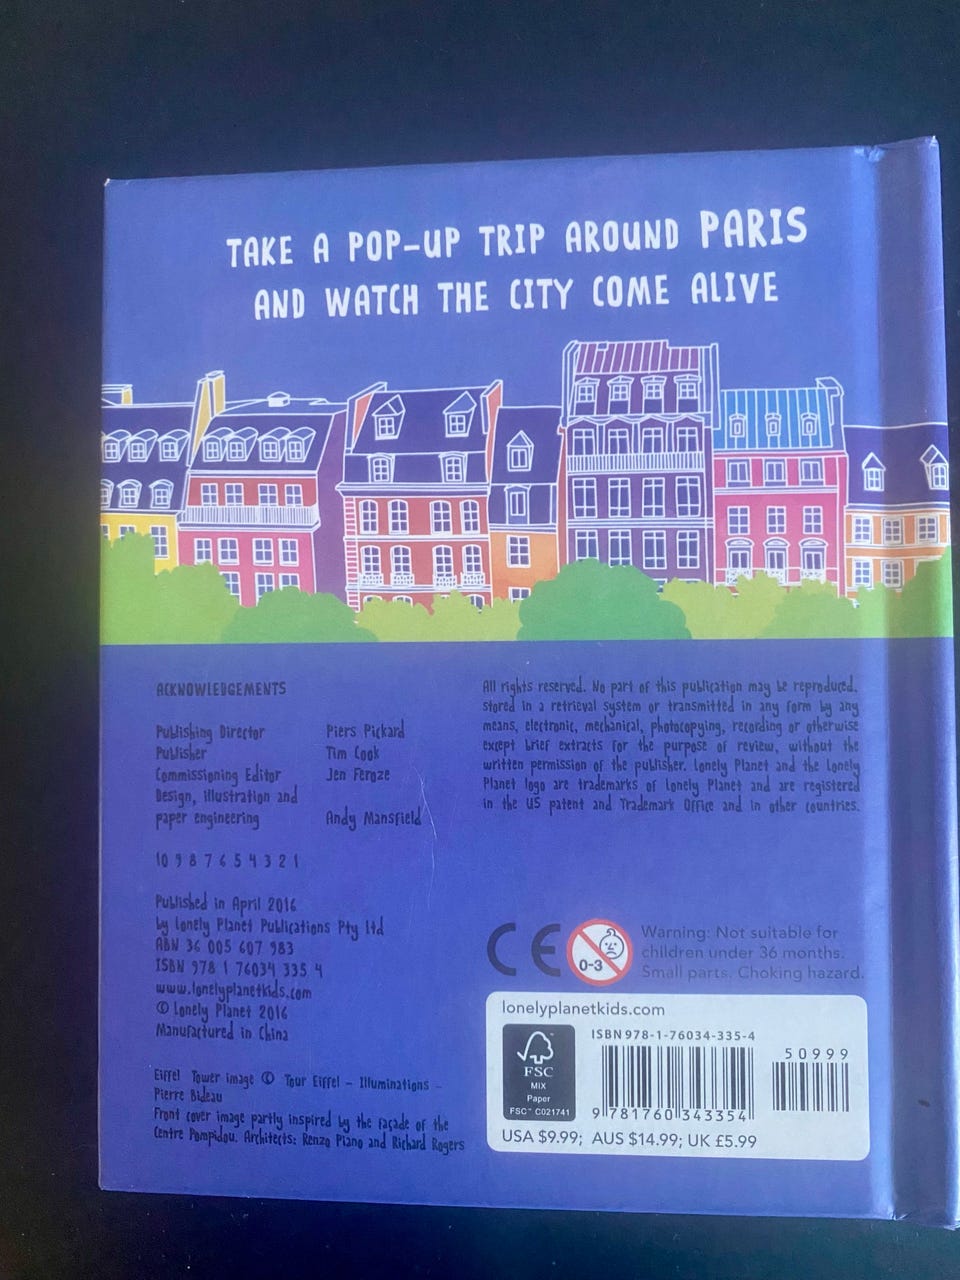 TAKE A POP-UP TRIP AROUND PARIS
AND WATCH THE CITY COME ALIVE
ACKNOWLEDGEMENTS
Publishing Director Piers Pickard
Publisher Tim Cook
Commissioning Editor Jen Feroze
Design, illustration and
paper engineering Andy Mansfield
10 9 8 7 6 5 4 3 2 1
Published in April 2016
by Lonely Planet Publications Pty Ltd
ABN 36 005 607 983
ISBN 978 1 76034 335 4
www.lonelyplanetkids.com
© Lonely Planet 2016
Manufactured in China
Eiffel Tower image © Tour Eiffel – Illuminations –
Pierre Bideau
Front cover image partly inspired by the façade of the
Centre Pompidou. Architects: Renzo Piano and Richard Rogers
All rights reserved. No part of this publication may be reproduced,
stored in a retrieval system or transmitted in any form by any
means, electronic, mechanical, photocopying, recording or otherwise
except brief extracts for the purpose of review, without the
written permission of the publisher. Lonely Planet and the Lonely
Planet logo are trademarks of Lonely Planet and are registered
in the US patent and Trademark Office and in other countries.
CE
0-3
Warning: Not suitable for
children under 36 months.
Small parts. Choking hazard.
lonelyplanetkids.com
FSC
MIX
Paper
FSC™ C021741
ISBN 978-1-76034-335-4
50999
9 781760 343354
USA $9.99; AUS $14.99; UK £5.99